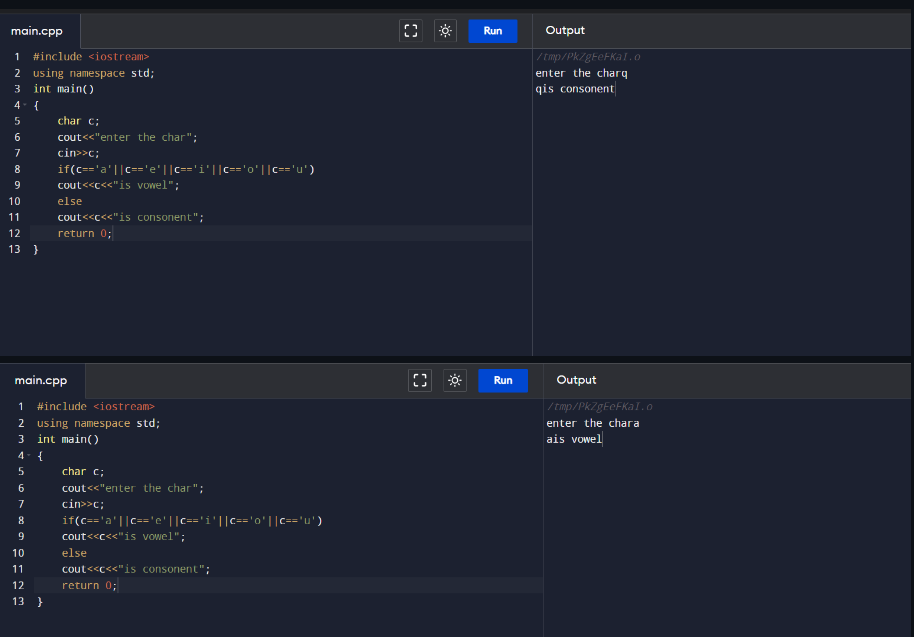 main.cpp
Run
Output
1 #include <iostream>
2 using namespace std;
3 int main()
4 {
5 char c;
6 cout<<"enter the char";
7 cin>>c;
8 if(c=='a'||c=='e'||c=='i'||c=='o'||c=='u')
9 cout<<c<<"is vowel";
10 else
11 cout<<c<<"is consonent";
12 return 0;
13 }
/tmp/PkZgEeFKaI.o
enter the charq
qis consonent
main.cpp
Run
Output
1 #include <iostream>
2 using namespace std;
3 int main()
4 {
5 char c;
6 cout<<"enter the char";
7 cin>>c;
8 if(c=='a'||c=='e'||c=='i'||c=='o'||c=='u')
9 cout<<c<<"is vowel";
10 else
11 cout<<c<<"is consonent";
12 return 0;
13 }
/tmp/PkZgEeFKaI.o
enter the chara
ais vowel